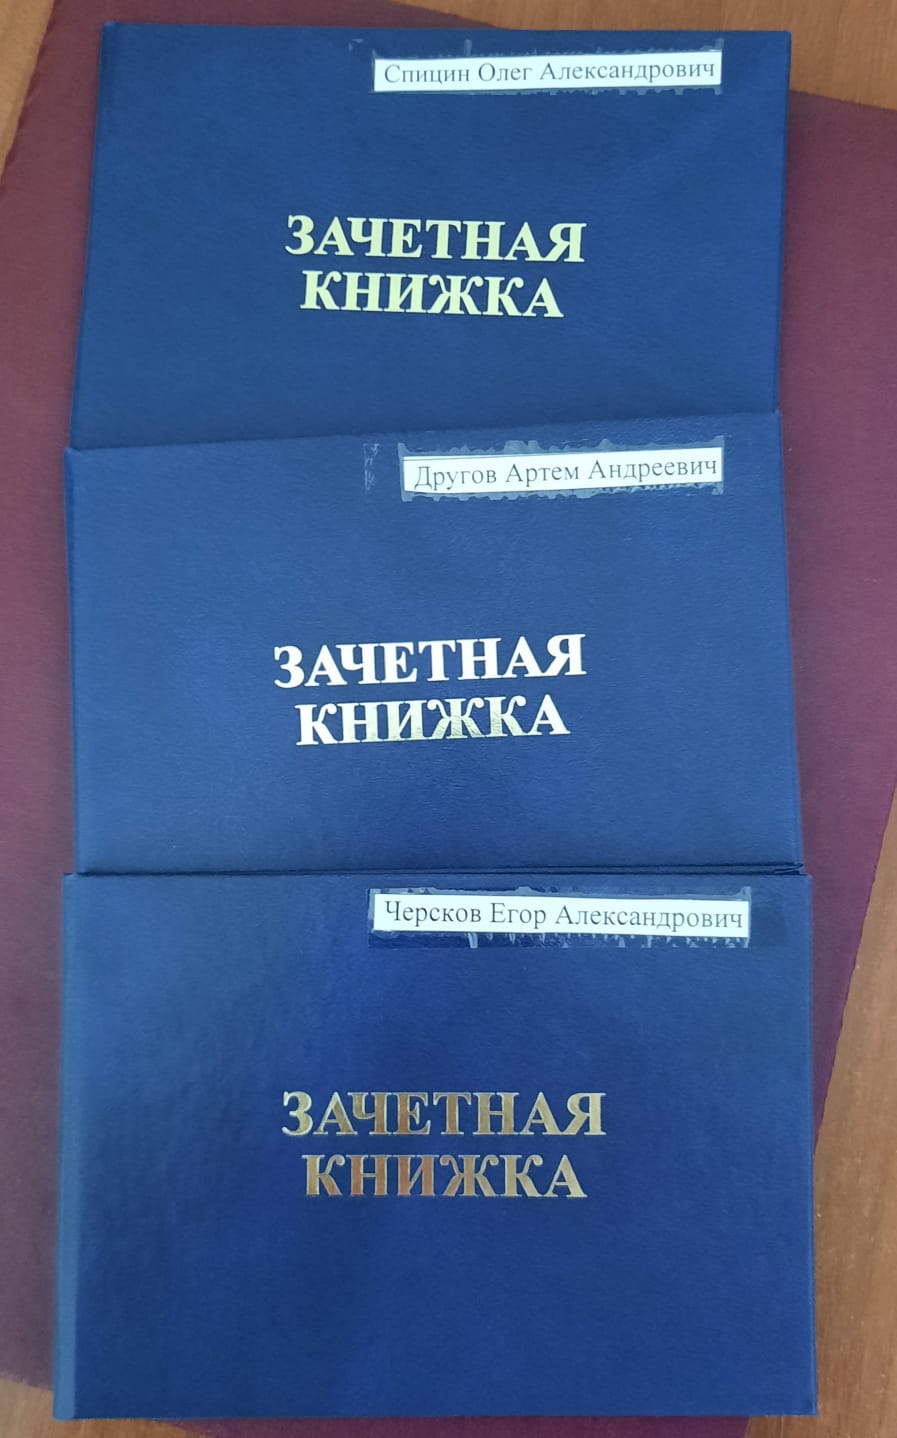 Спицин Олег Александрович
ЗАЧЕТНАЯ
КНИЖКА
Другов Артем Андреевич
ЗАЧЕТНАЯ
КНИЖКА
Черсков Егор Александрович
ЗАЧЕТНАЯ
КНИЖКА